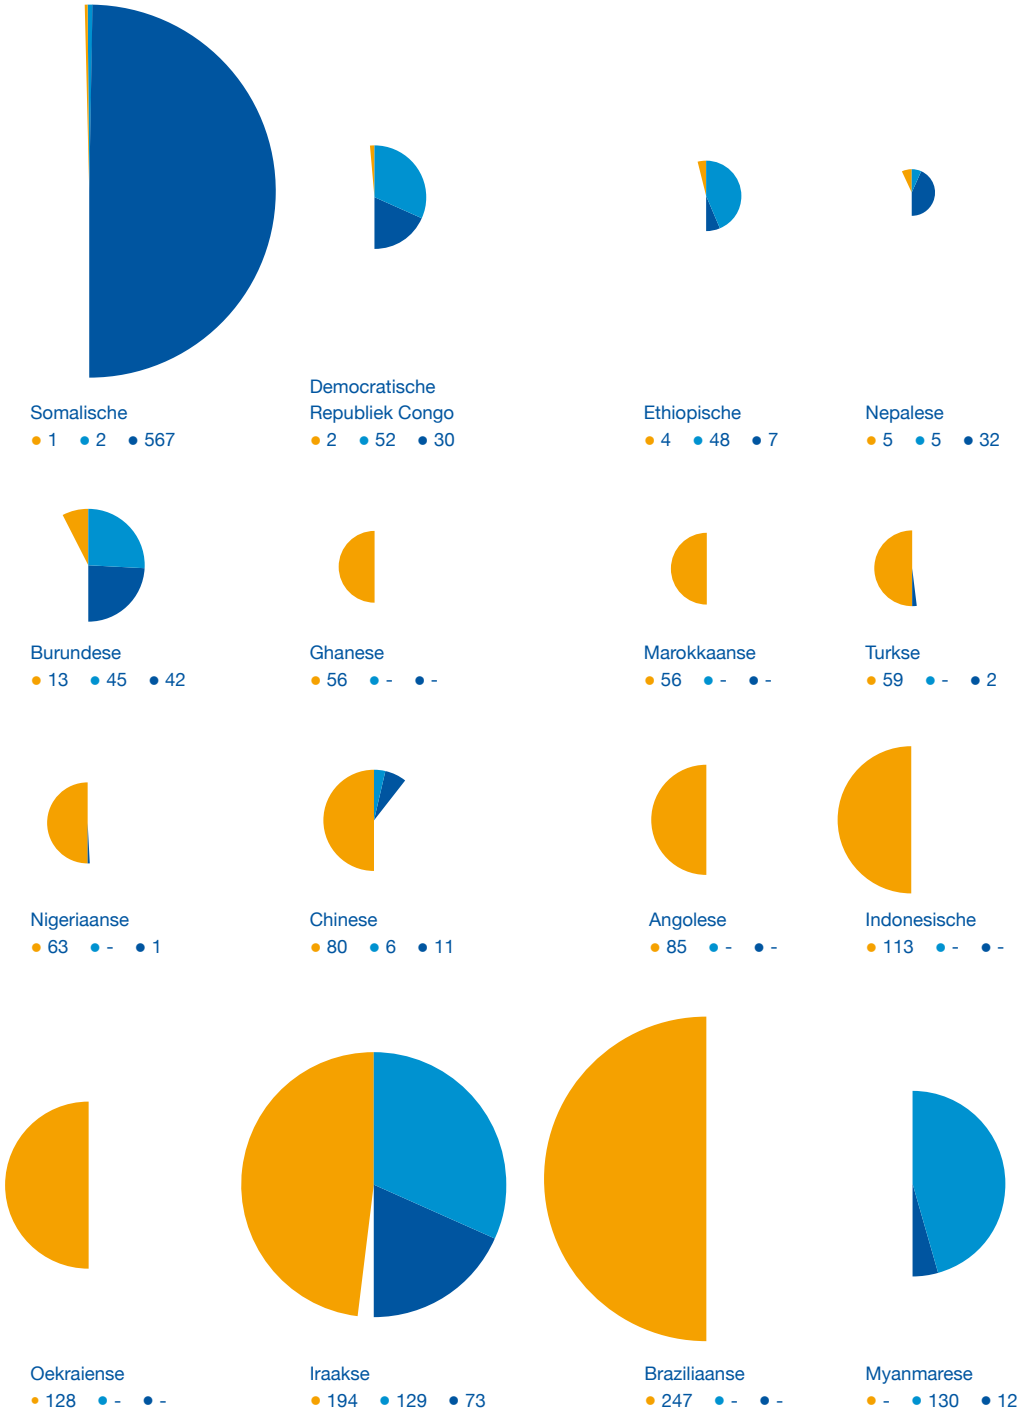 Somalische
● 1 ● 2 ● 567
Democratische
Republiek Congo
● 2 ● 52 ● 30
Ethiopische
● 4 ● 48 ● 7
Nepalese
● 5 ● 5 ● 32
Burundese
● 13 ● 45 ● 42
Ghanese
● 56 ● - ● -
Marokkaanse
● 56 ● - ● -
Turkse
● 59 ● - ● 2
Nigeriaanse
● 63 ● - ● 1
Chinese
● 80 ● 6 ● 11
Angolese
● 85 ● - ● -
Indonesische
● 113 ● - ● -
Oekraiense
● 128 ● - ● -
Iraakse
● 194 ● 129 ● 73
Braziliaanse
● 247 ● - ● -
Myanmarese
● - ● 130 ● 12